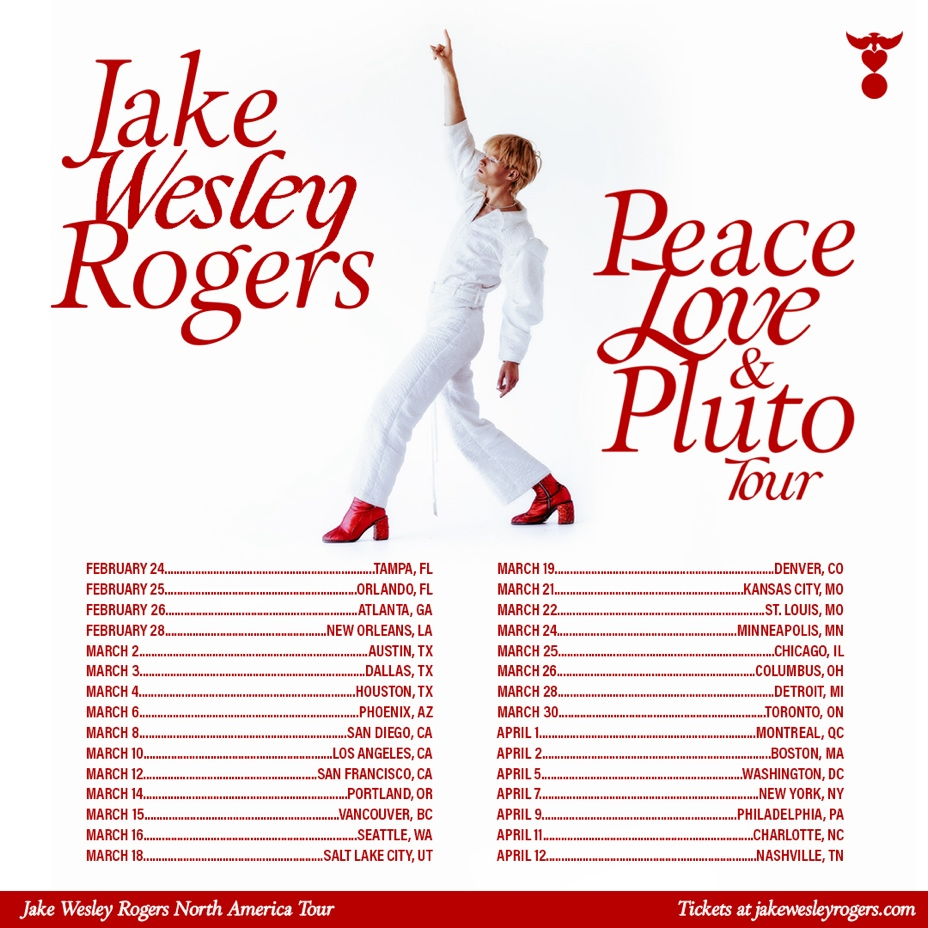 Jake
Wesley
Rogers
Peace
Love
&
Pluto
Tour
FEBRUARY 24...TAMPA, FL
FEBRUARY 25...ORLANDO, FL
FEBRUARY 26...ATLANTA, GA
FEBRUARY 28...NEW ORLEANS, LA
MARCH 2...AUSTIN, TX
MARCH 3...DALLAS, TX
MARCH 4...HOUSTON, TX
MARCH 6...PHOENIX, AZ
MARCH 8...SAN DIEGO, CA
MARCH 10...LOS ANGELES, CA
MARCH 12...SAN FRANCISCO, CA
MARCH 14...PORTLAND, OR
MARCH 15...VANCOUVER, BC
MARCH 16...SEATTLE, WA
MARCH 18...SALT LAKE CITY, UT
MARCH 19...DENVER, CO
MARCH 21...KANSAS CITY, MO
MARCH 22...ST. LOUIS, MO
MARCH 24...MINNEAPOLIS, MN
MARCH 25...CHICAGO, IL
MARCH 26...COLUMBUS, OH
MARCH 28...DETROIT, MI
MARCH 30...TORONTO, ON
APRIL 1...MONTREAL, QC
APRIL 2...BOSTON, MA
APRIL 5...WASHINGTON, DC
APRIL 7...NEW YORK, NY
APRIL 9...PHILADELPHIA, PA
APRIL 11...CHARLOTTE, NC
APRIL 12...NASHVILLE, TN
Jake Wesley Rogers North America Tour
Tickets at jakewesleyrogers.com